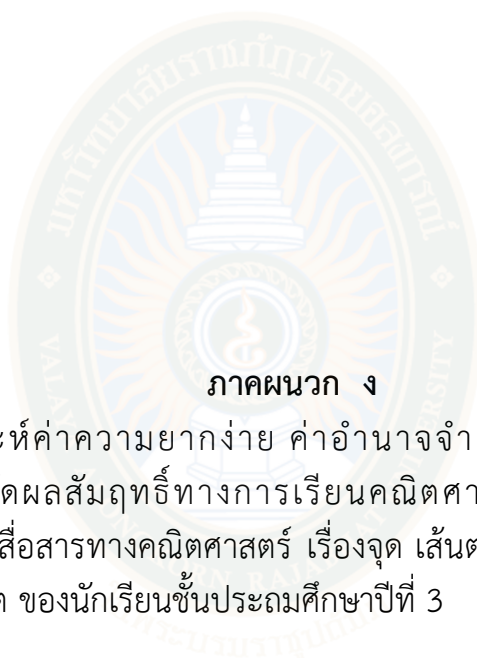 ภาคผนวก ง
ะห์ค่าความยากง่าย ค่าอำนาจจำ
ดผลสัมฤทธิ์ทางการเรียนคณิตศา
สื่อสารทางคณิตศาสตร์ เรื่องจุด เส้นต
ด ของนักเรียนชั้นประถมศึกษาปีที่ 3